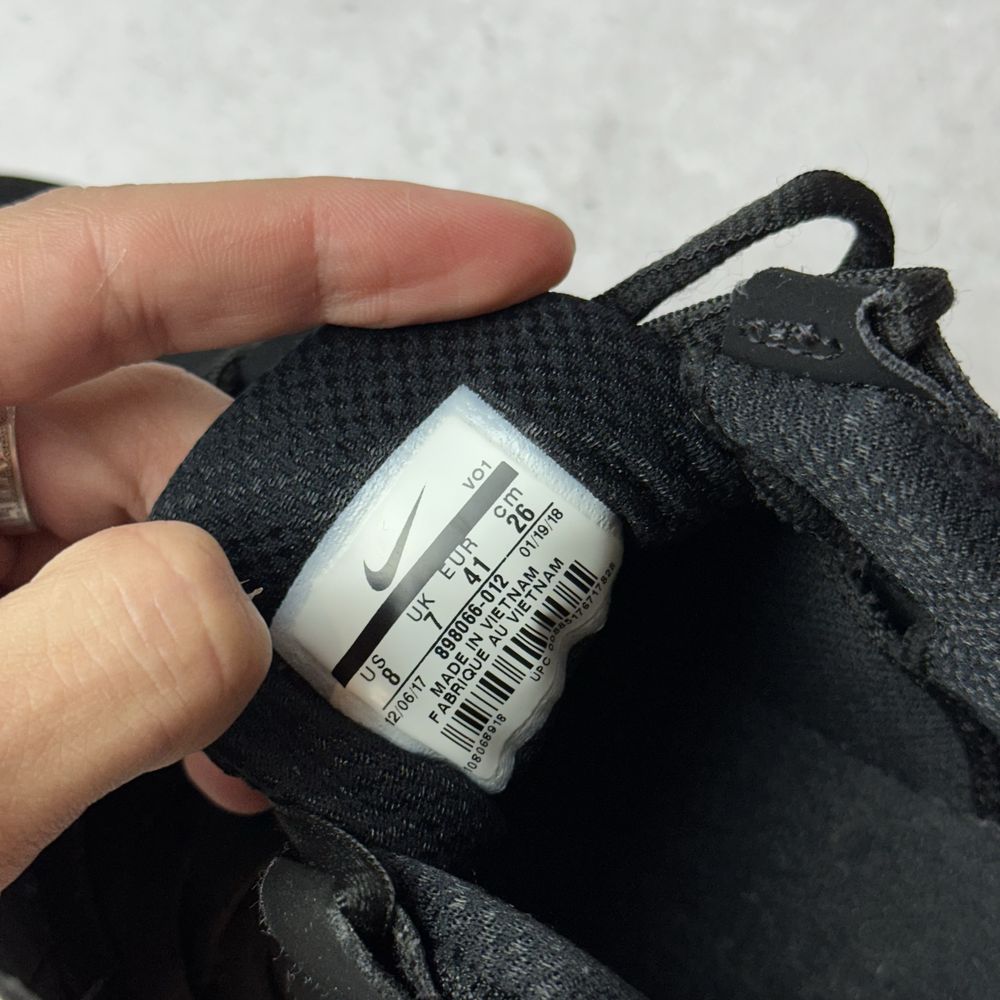 VO1
US UK EUR cm
8 7 41 26
12/06/17 898066-012 01/19/18
MADE IN VIETNAM
FABRIQUE AU VIETNAM